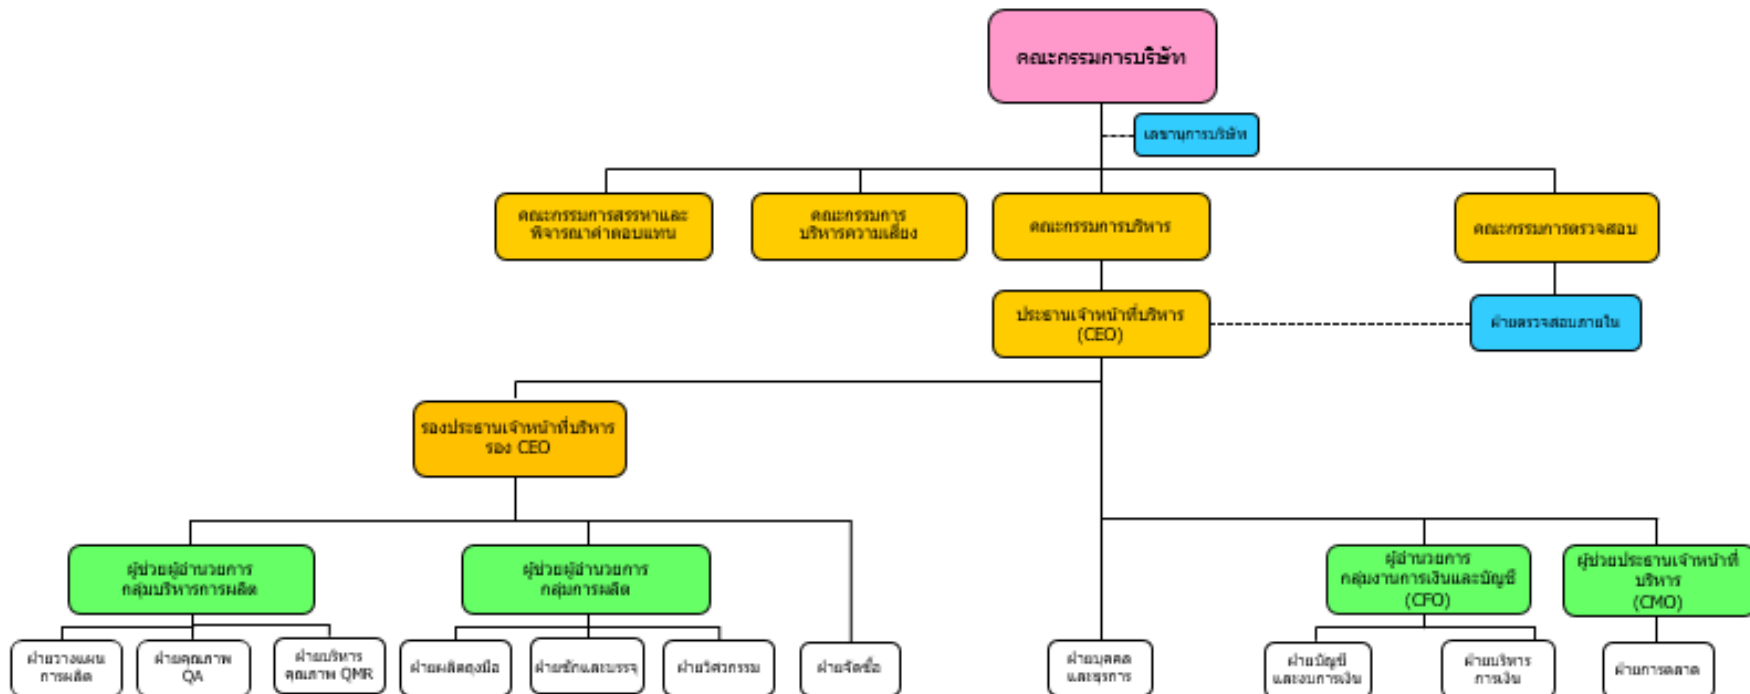 คณะกรรมการบริษัท
เลขานุการบริษัท
คณะกรรมการสรรหาและ
พิจารณาค่าตอบแทน
คณะกรรมการ
บริหารความเสี่ยง
คณะกรรมการบริหาร
คณะกรรมการตรวจสอบ
ประธานเจ้าหน้าที่บริหาร
(CEO)
ฝ่ายตรวจสอบภายใน
รองประธานเจ้าหน้าที่บริหาร
รอง CEO
ผู้ช่วยผู้อำนวยการ
กลุ่มบริหารการผลิต
ผู้ช่วยผู้อำนวยการ
กลุ่มการผลิต
ผู้อำนวยการ
กลุ่มงานการเงินและบัญชี
(CFO)
ผู้ช่วยประธานเจ้าหน้าที่
บริหาร
(CMO)
ฝ่ายวางแผน
การผลิต
ฝ่ายคุณภาพ
QA
ฝ่ายบริหาร
คุณภาพ QMR
ฝ่ายผลิตถุงมือ
ฝ่ายซักและบรรจุ
ฝ่ายวิศวกรรม
ฝ่ายจัดซื้อ
ฝ่ายบุคคล
และธุรการ
ฝ่ายบัญชี
และงบการเงิน
ฝ่ายบริหาร
การเงิน
ฝ่ายการตลาด